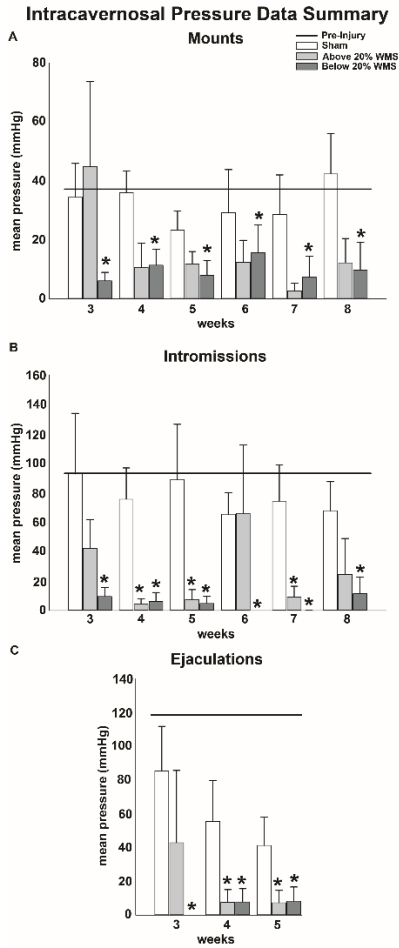 Intracavernosal Pressure Data Summary
A
Mounts
Pre-Injury
Sham
Above 20% WMS
Below 20% WMS
mean pressure (mmHg)
80
60
40
20
0
* * * * * *
3 4 5 6 7 8
weeks
B
Intromissions
mean pressure (mmHg)
160
140
120
100
80
60
40
20
0
* * * * * * * * *
3 4 5 6 7 8
weeks
C
Ejaculations
mean pressure (mmHg)
140
120
100
80
60
40
20
0
* * * * *
3 4 5
weeks